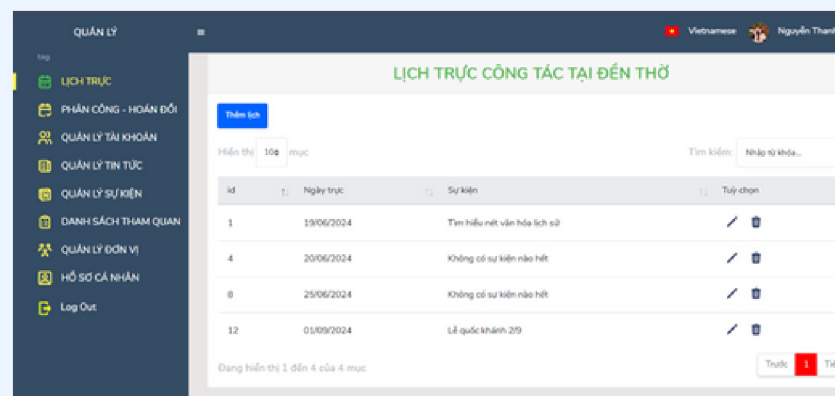 QUẢN LÝ
Vietnamese Nguyễn Thanh
tag
LỊCH TRỰC
PHÂN CÔNG - HOÁN ĐỔI
QUẢN LÝ TÀI KHOẢN
QUẢN LÝ TIN TỨC
QUẢN LÝ SỰ KIỆN
DANH SÁCH THAM QUAN
QUẢN LÝ ĐƠN VỊ
HỒ SƠ CÁ NHÂN
Log Out
LỊCH TRỰC CÔNG TÁC TẠI ĐỀN THỜ
Thêm lịch
Hiển thị 10 mục
Tìm kiếm: Nhập từ khóa...
id Ngày trực Sự kiện Tuỳ chọn
1 19/06/2024 Tìm hiểu nét văn hóa lịch sử
4 20/06/2024 Không có sự kiện nào hết
8 25/06/2024 Không có sự kiện nào hết
12 01/09/2024 Lễ quốc khánh 2/9
Đang hiển thị 1 đến 4 của 4 mục
Trước 1 Tiế